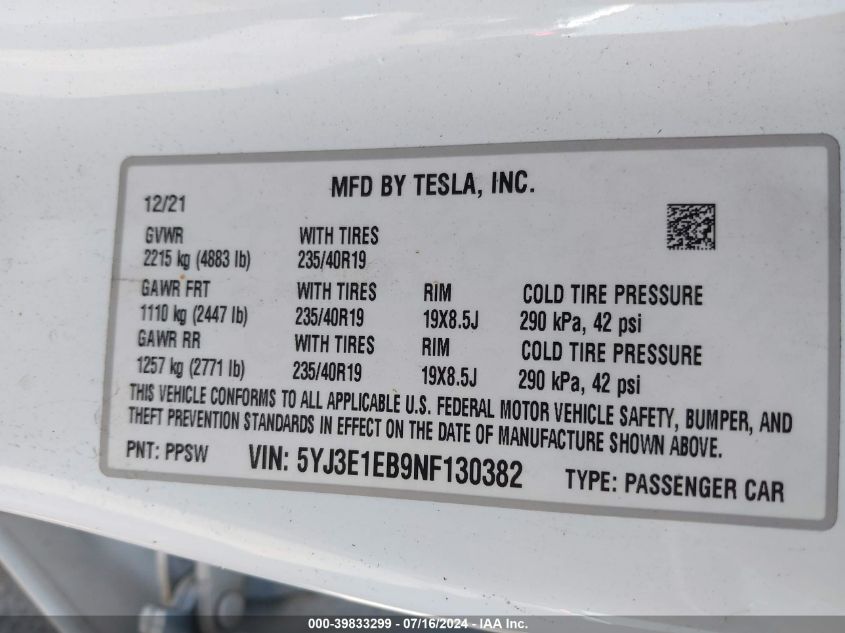 MFD BY TESLA, INC.
12/21
GVWR WITH TIRES
2215 kg (4883 lb) 235/40R19
GAWR FRT WITH TIRES RIM COLD TIRE PRESSURE
1110 kg (2447 lb) 235/40R19 19X8.5J 290 kPa, 42 psi
GAWR RR WITH TIRES RIM COLD TIRE PRESSURE
1257 kg (2771 lb) 235/40R19 19X8.5J 290 kPa, 42 psi
THIS VEHICLE CONFORMS TO ALL APPLICABLE U.S. FEDERAL MOTOR VEHICLE SAFETY, BUMPER, AND
THEFT PREVENTION STANDARDS IN EFFECT ON THE DATE OF MANUFACTURE SHOWN ABOVE.
PNT: PPSW VIN: 5YJ3E1EB9NF130382 TYPE: PASSENGER CAR
000-39833299 - 07/16/2024 - IAA Inc.